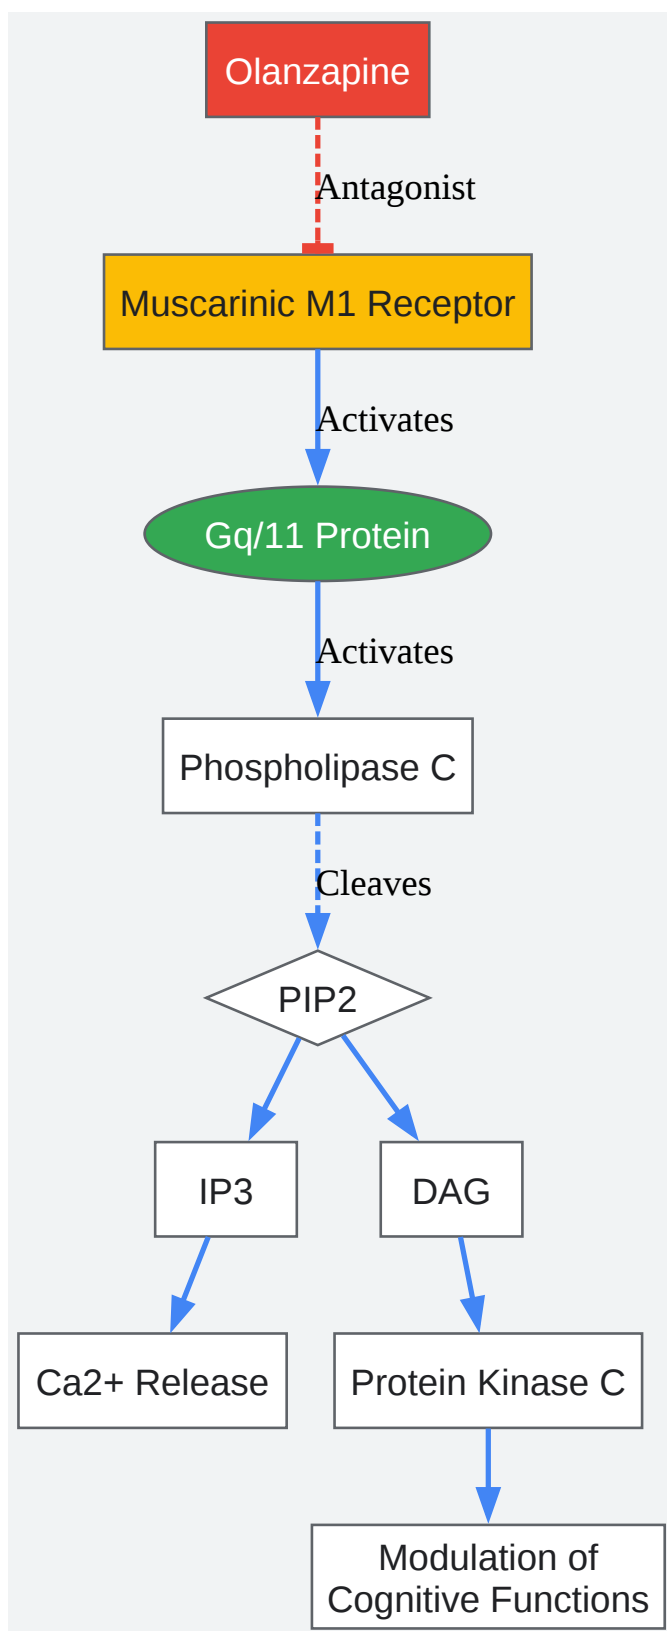 Olanzapine
Antagonist
Muscarinic M1 Receptor
Activates
Gq/11 Protein
Activates
Phospholipase C
Cleaves
PIP2
IP3
DAG
Ca2+ Release
Protein Kinase C
Modulation of
Cognitive Functions